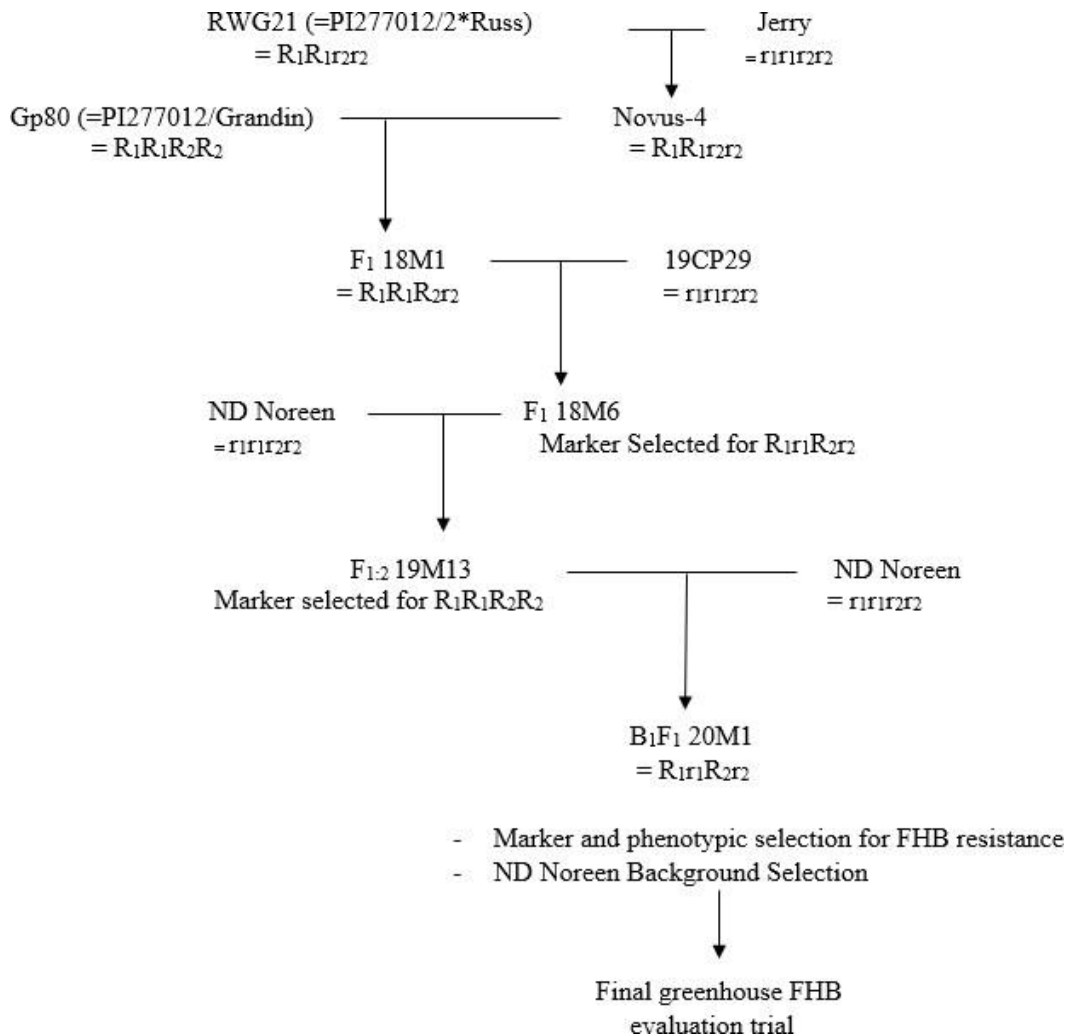 RWG21 (=PI277012/2*Russ)
= R₁R₁r₂r₂
Jerry
= r₁r₁r₂r₂
Gp80 (=PI277012/Grandin)
= R₁R₁R₂R₂
Novus-4
= R₁R₁r₂r₂
F₁ 18M1
= R₁R₁R₂r₂
19CP29
= r₁r₁r₂r₂
ND Noreen
= r₁r₁r₂r₂
F₁ 18M6
Marker Selected for R₁r₁R₂r₂
F₁:₂ 19M13
Marker selected for R₁R₁R₂R₂
ND Noreen
= r₁r₁r₂r₂
B₁F₁ 20M1
= R₁r₁R₂r₂
- Marker and phenotypic selection for FHB resistance
- ND Noreen Background Selection
Final greenhouse FHB
evaluation trial